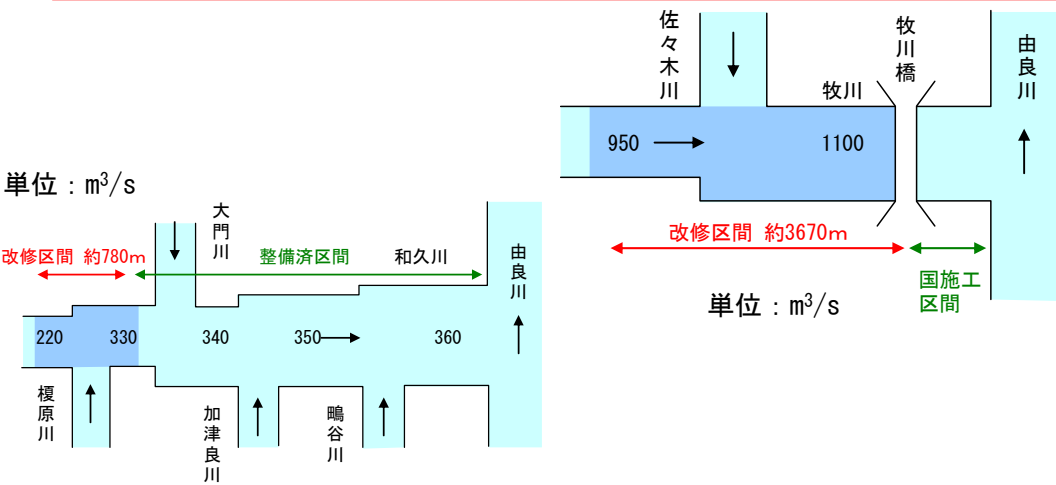 単位：m³/s
大門川
改修区間 約780m
整備済区間
和久川
由良川
220
330
340
350
360
榎原川
加津良川
鴫谷川
佐々木川
牧川橋
由良川
牧川
950
1100
改修区間 約3670m
国施工
区間
単位：m³/s